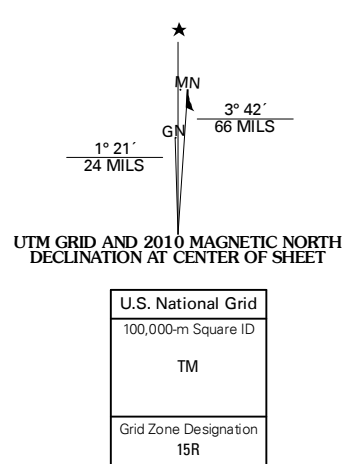 ★
MN
3° 42´
66 MILS
GN
1° 21´
24 MILS
UTM GRID AND 2010 MAGNETIC NORTH
DECLINATION AT CENTER OF SHEET
U.S. National Grid
100,000-m Square ID
TM
Grid Zone Designation
15R